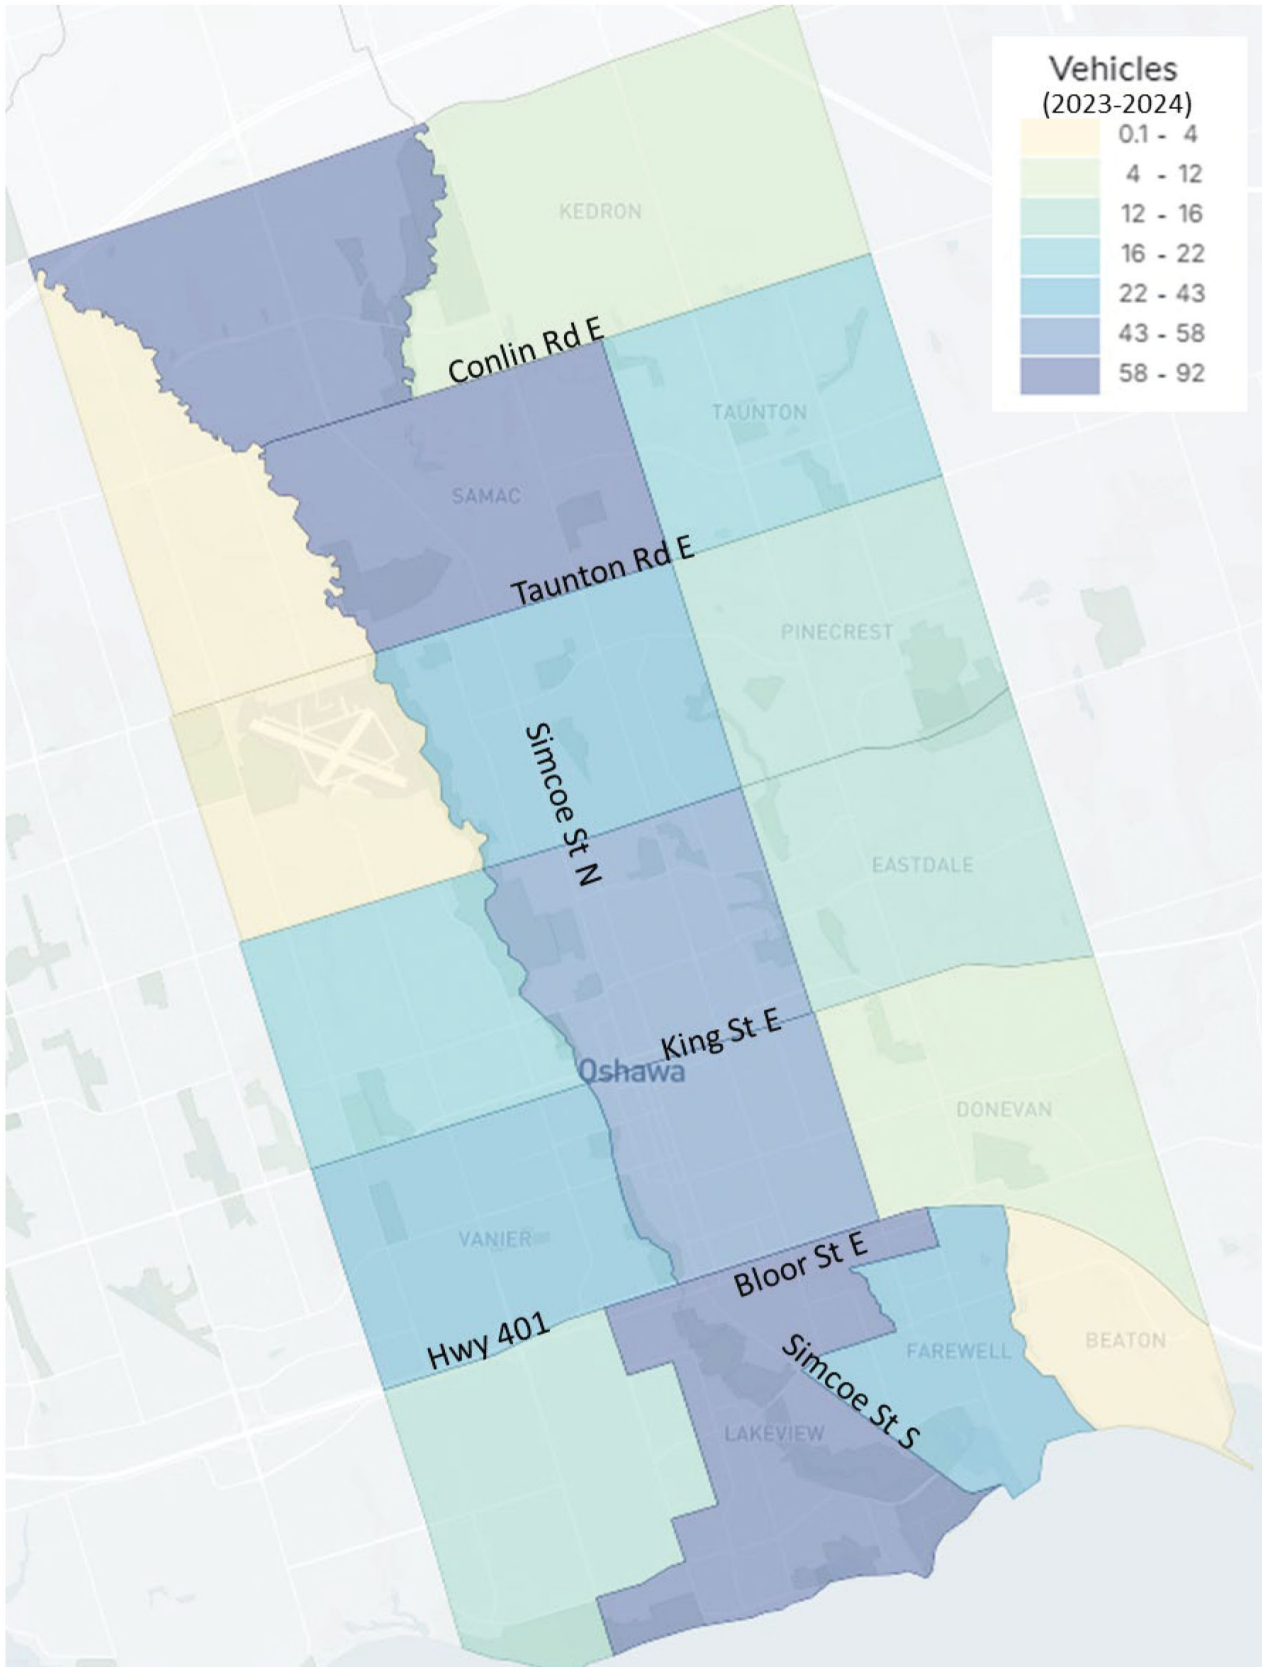 Vehicles
(2023-2024)
0.1 - 4
4 - 12
12 - 16
16 - 22
22 - 43
43 - 58
58 - 92
KEDRON
Conlin Rd E
TAUNTON
SAMAC
Taunton Rd E
PINECREST
Simcoe St N
EASTDALE
King St E
Oshawa
DONEVAN
VANIER
Bloor St E
Hwy 401
BEATON
FAREWELL
Simcoe St S
LAKEVIEW